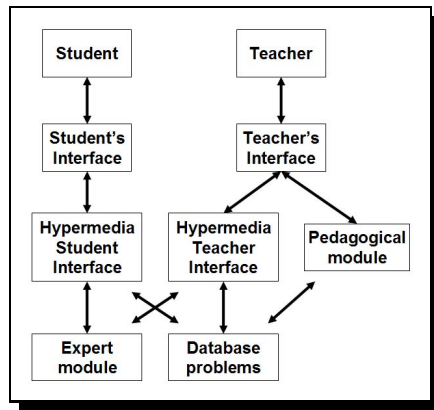 Student
Teacher
Student's
Interface
Teacher's
Interface
Hypermedia
Student
Interface
Hypermedia
Teacher
Interface
Pedagogical
module
Expert
module
Database
problems